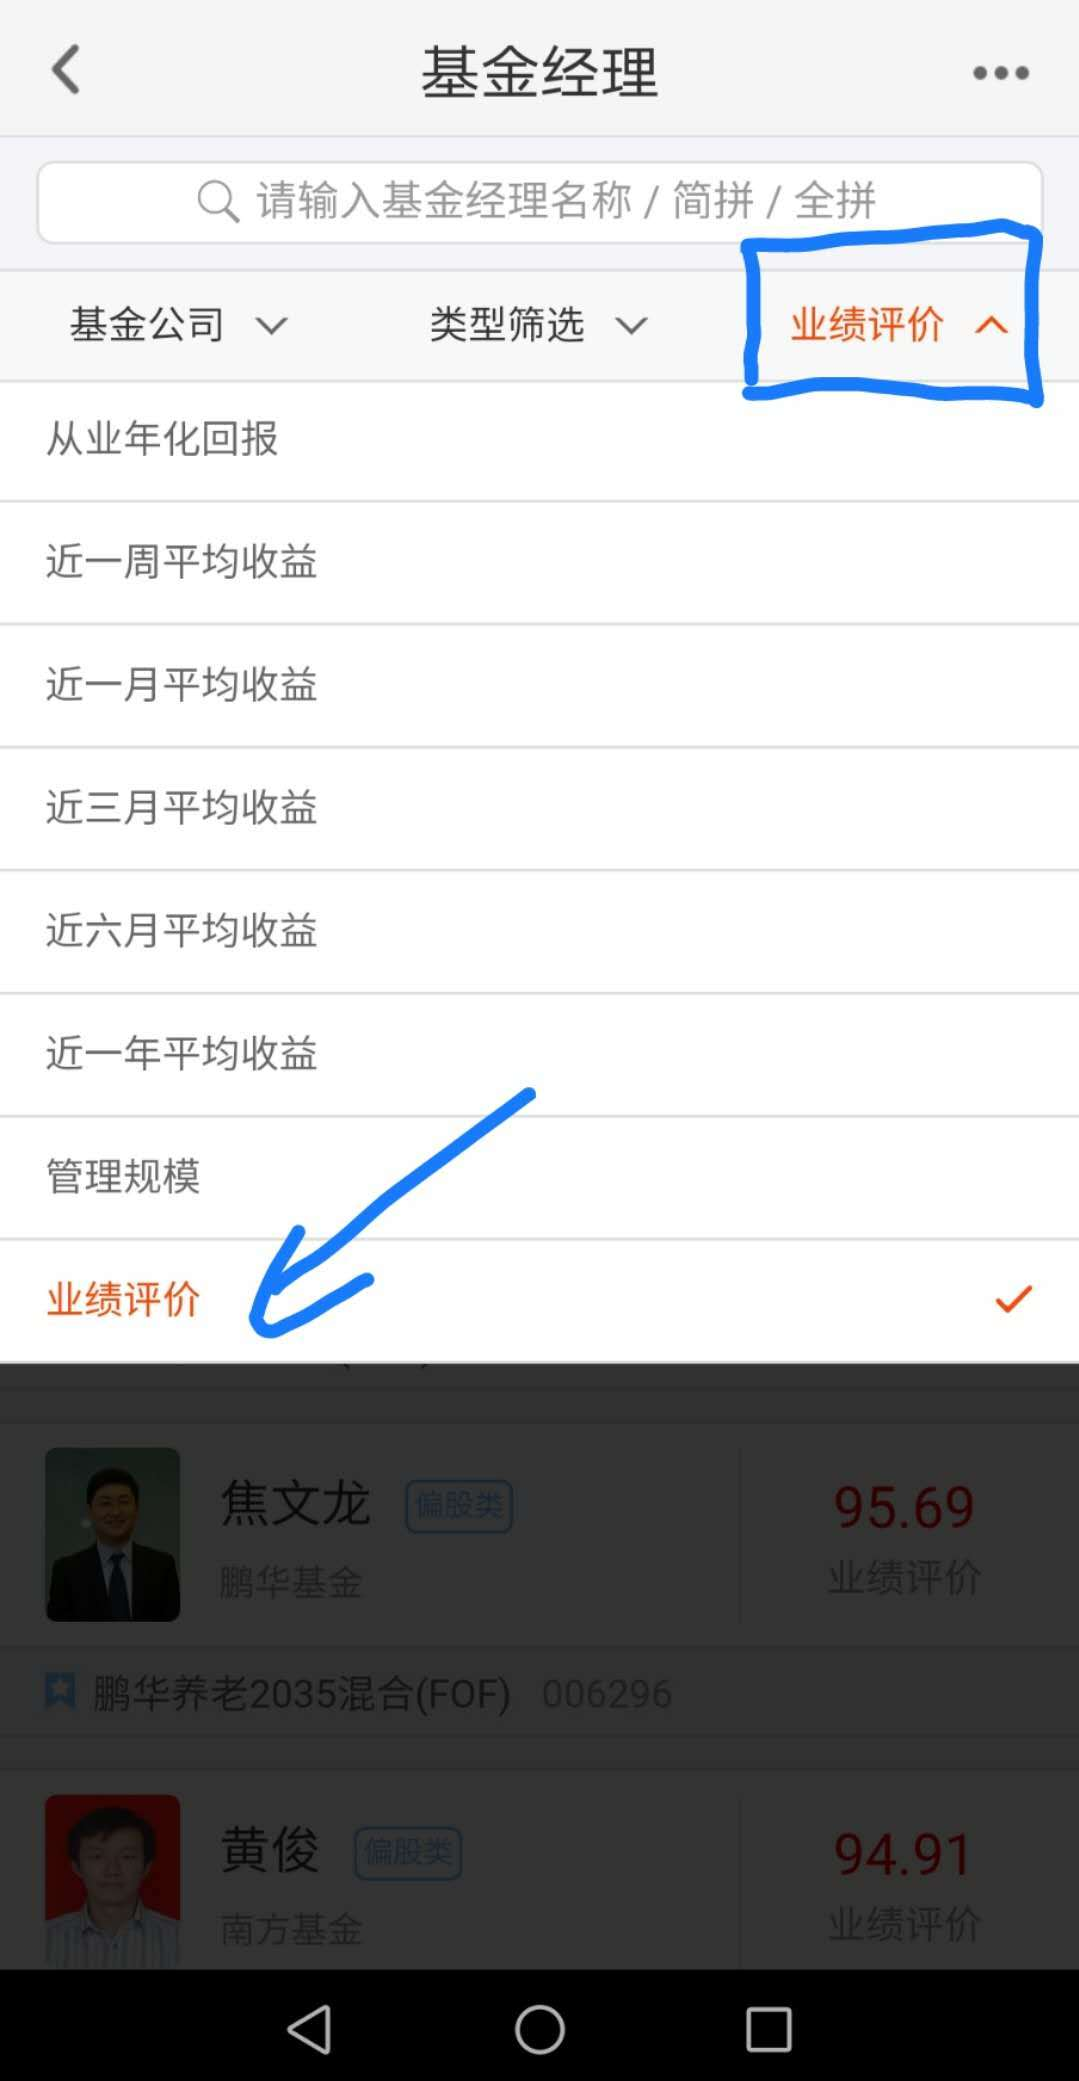 基金经理
请输入基金经理名称 / 简拼 / 全拼
基金公司 类型筛选 业绩评价
从业年化回报
近一周平均收益
近一月平均收益
近三月平均收益
近六月平均收益
近一年平均收益
管理规模
业绩评价
焦文龙 偏股类 95.69
鹏华基金 业绩评价
鹏华养老2035混合(FOF) 006296
黄俊 偏股类 94.91
南方基金 业绩评价